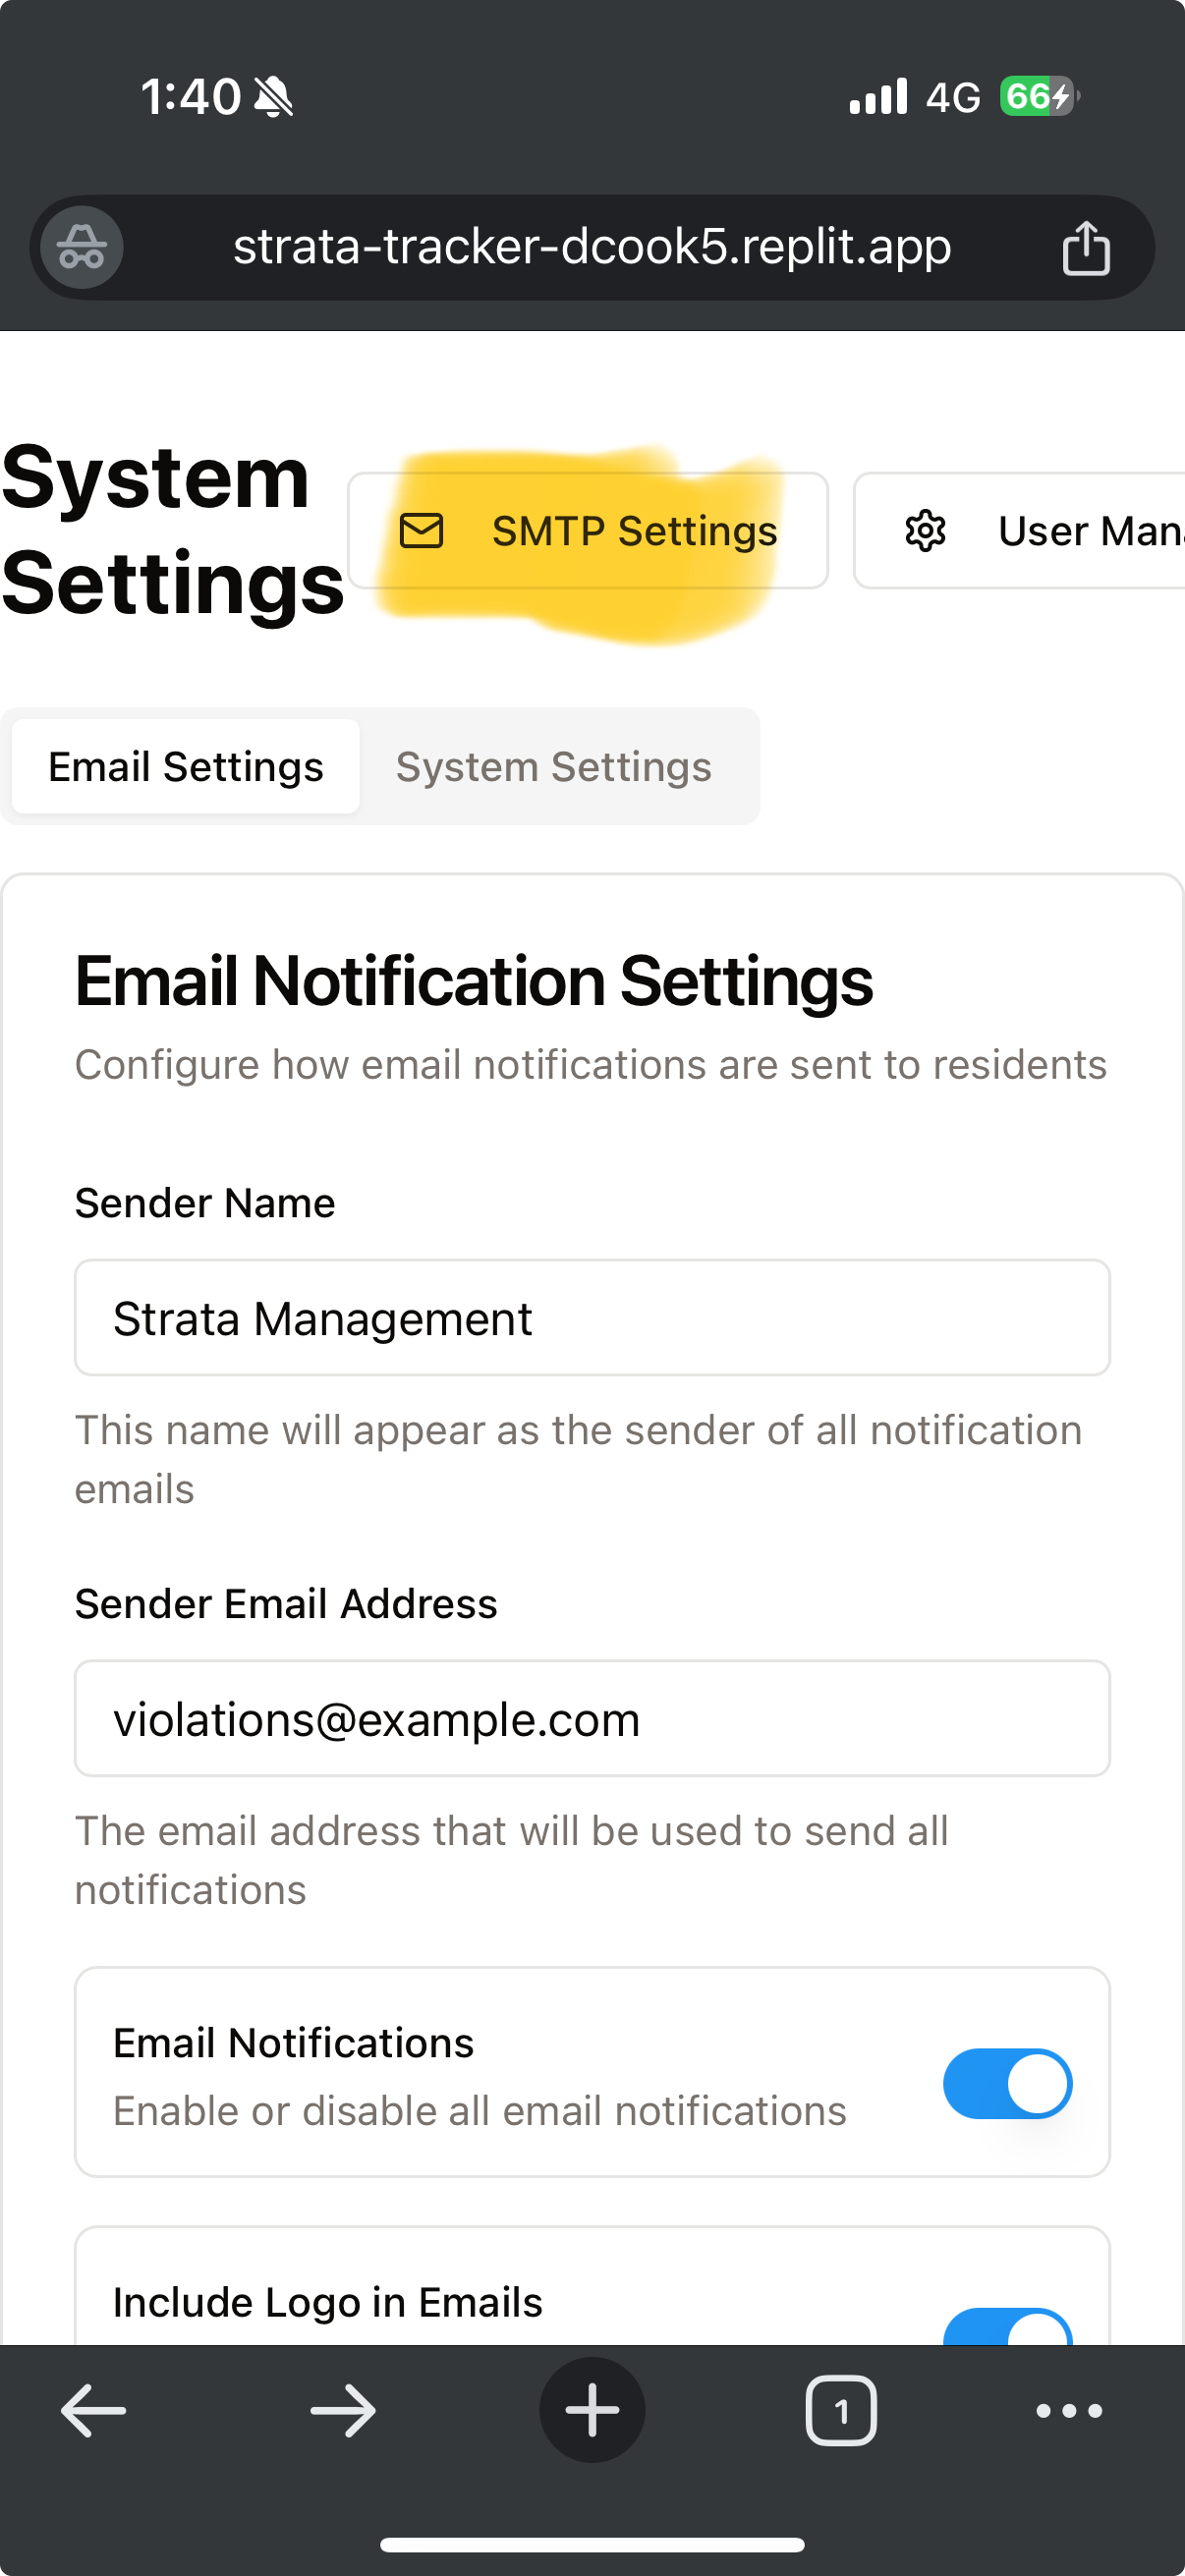 1:40
4G
66
strata-tracker-dcook5.replit.app
System
Settings
SMTP Settings
User Man
Email Settings
System Settings
Email Notification Settings
Configure how email notifications are sent to residents
Sender Name
Strata Management
This name will appear as the sender of all notification
emails
Sender Email Address
violations@example.com
The email address that will be used to send all
notifications
Email Notifications
Enable or disable all email notifications
Include Logo in Emails
1